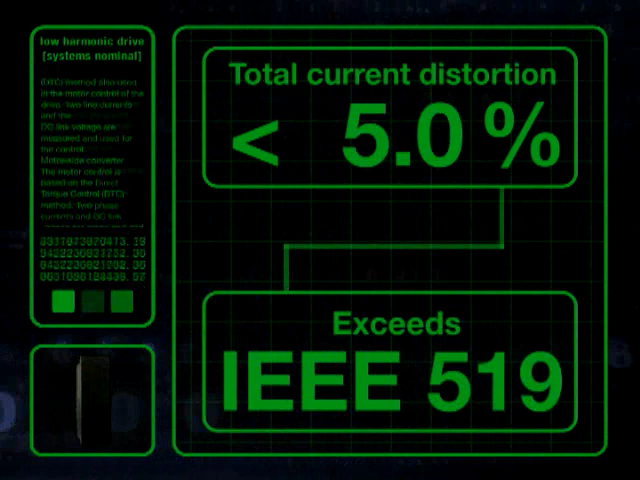 low harmonic drive
[systems nominal]
(DTC) method also used
in the motor control of the
drive. Two line currents
and the
DC link voltage are
measured and used for
the control.
Motorwise converter
The motor control is
based on the Direct
Torque Control (DTC)
method. Two phase
currents and DC link
Total current distortion
< 5.0 %
Exceeds
IEEE 519